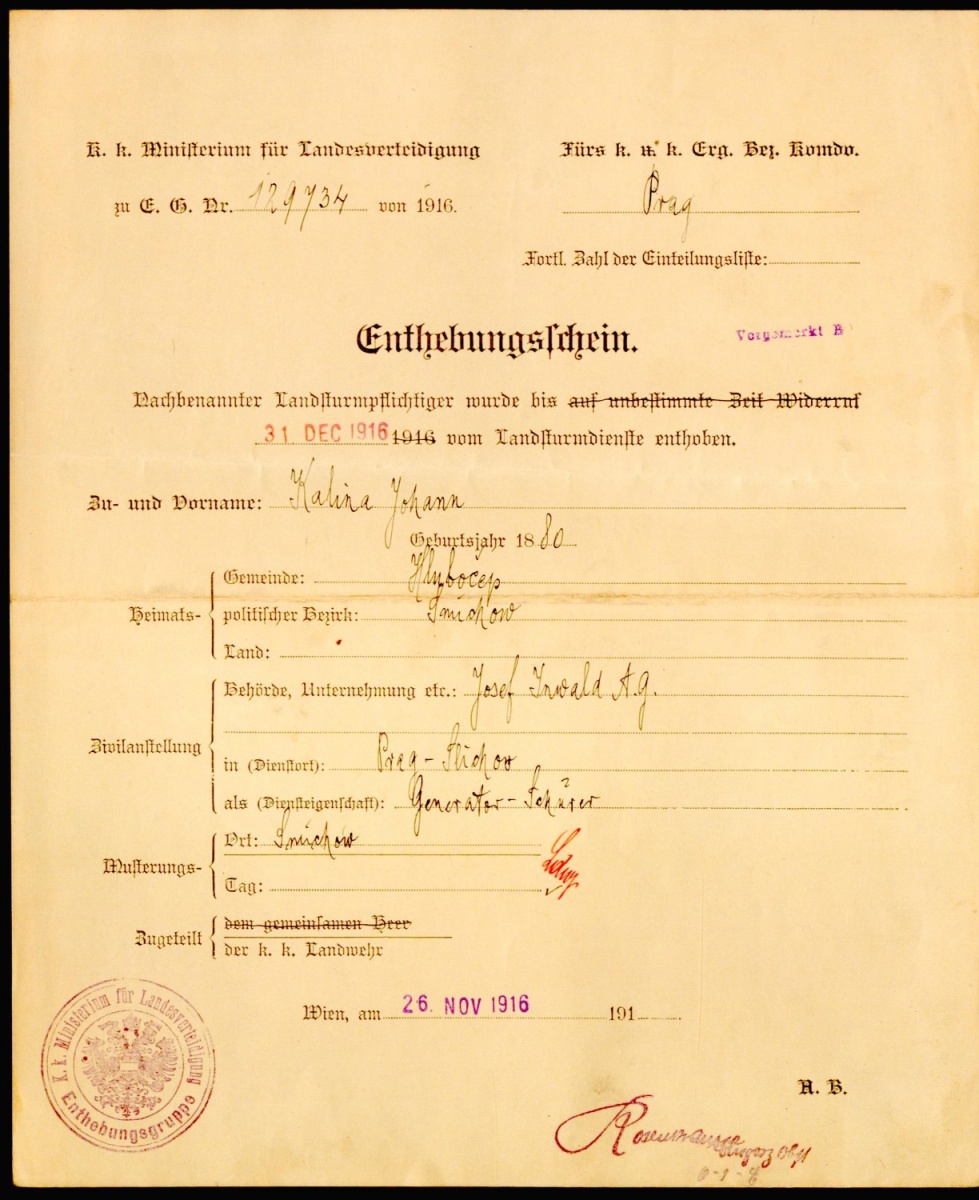 K. k. Ministerium für Landesverteidigung
zu E. G. Nr. 129734 von 1916.
Fürs k. u. k. Erg. Bez. Komdo.
Prag
Fortl. Zahl der Einteilungsliste:
Enthebungsschein.
Vorgemerkt B
Nachbenannter Landsturmpflichtiger wurde bis auf unbestimmte Zeit Widerruf
31 DEC 1916 1916 vom Landsturmdienste enthoben.
Zu- und Vorname: Kalina Johann
Geburtsjahr 1880
Heimats-
Gemeinde: Hlubočep
politischer Bezirk: Smichow
Land:
Zivilanstellung
Behörde, Unternehmung etc.: Josef Inwald A.G.
in (Dienstort): Prag-Slichow
als (Diensteigenschaft): Generator-Schürer
Musterungs-
Ort: Smichow
Tag:
Zugeteilt
dem gemeinsamen Heer
der k. k. Landwehr
Wien, am 26. NOV 1916 191
K. k. Ministerium für Landesverteidigung
Enthebungsgruppe
A. B.